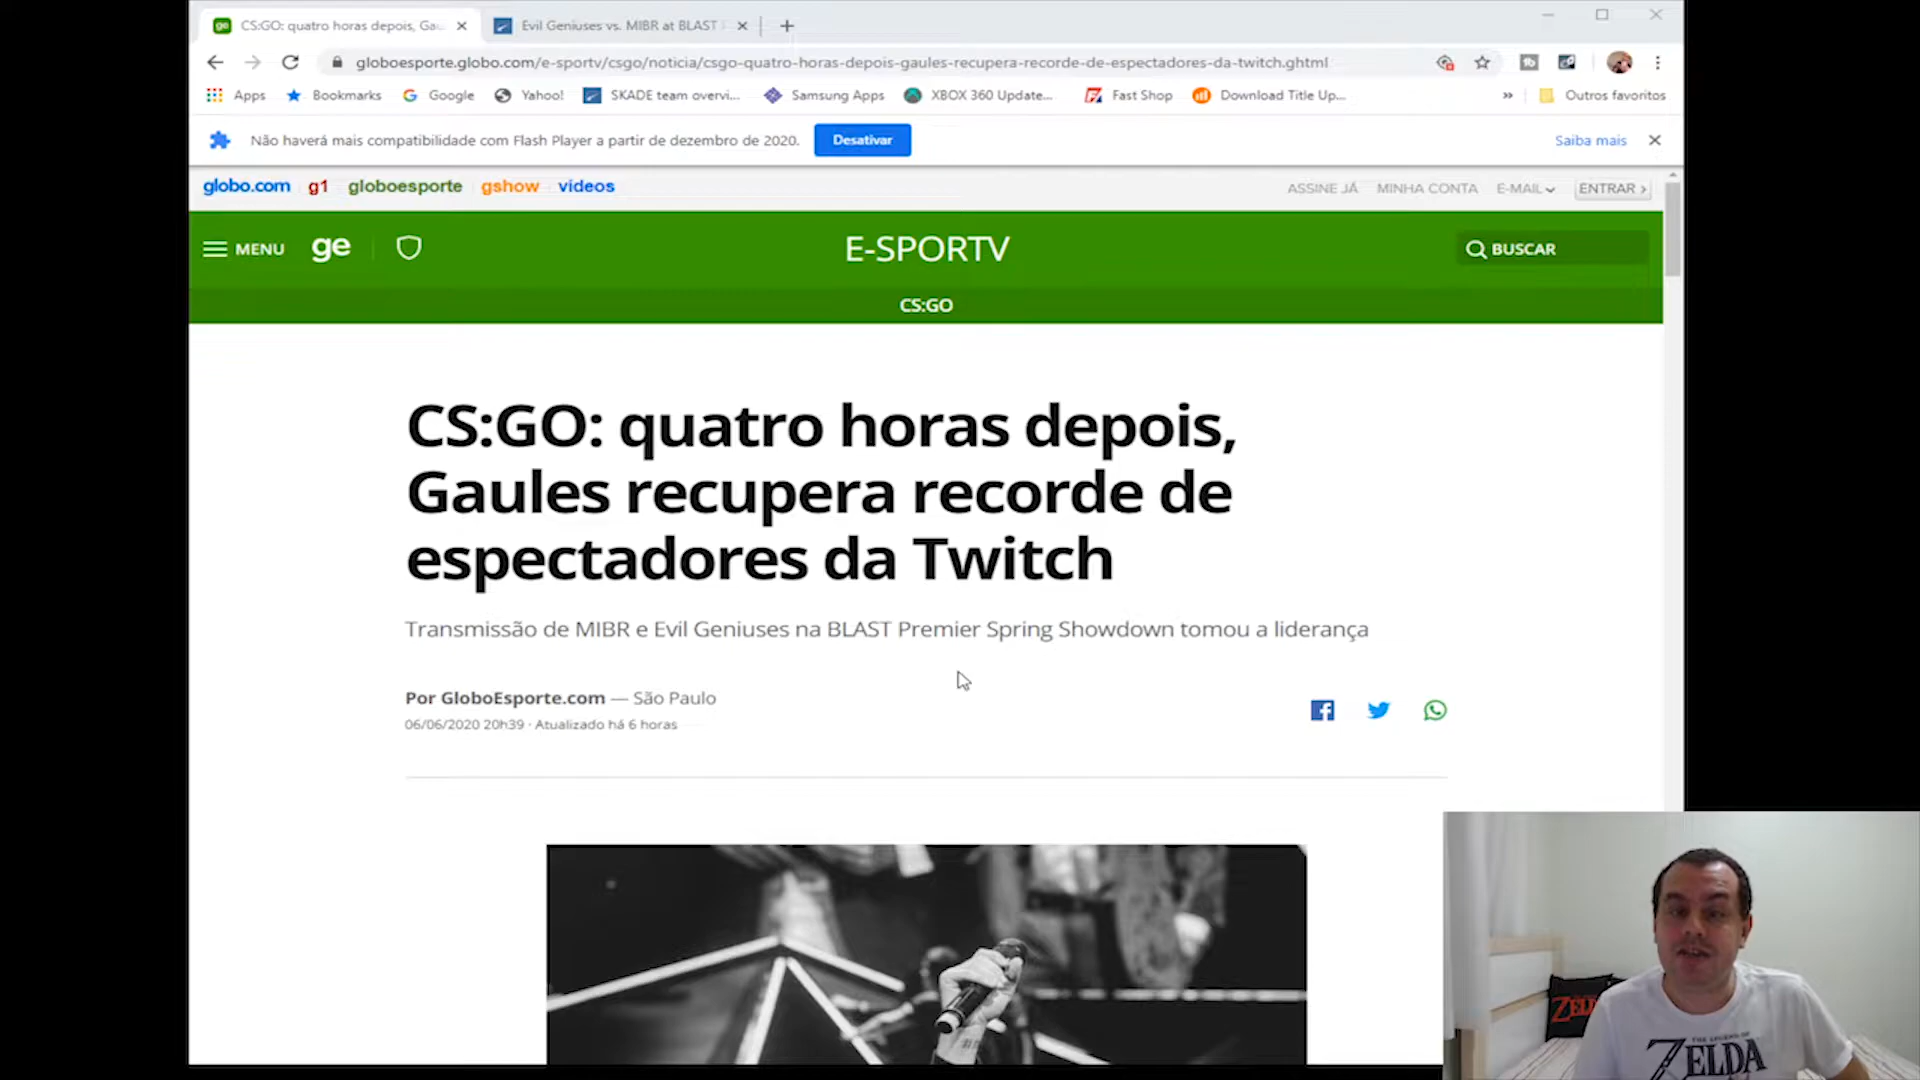 CS:GO: quatro horas depois, Gau
Evil Geniuses vs. MIBR at BLAST
globoesporte.globo.com/e-sportv/csgo/noticia/csgo-quatro-horas-depois-gaules-recupera-recorde-de-espectadores-da-twitch.ghtml
Apps Bookmarks Google Yahoo! SKADE team overvi... Samsung Apps XBOX 360 Update... Fast Shop Download Title Up... » Outros favoritos
Não haverá mais compatibilidade com Flash Player a partir de dezembro de 2020. Desativar Saiba mais
globo.com g1 globoesporte gshow vídeos ASSINE JÁ MINHA CONTA E-MAIL ENTRAR
MENU ge E-SPORTV BUSCAR
CS:GO
CS:GO: quatro horas depois,
Gaules recupera recorde de
espectadores da Twitch
Transmissão de MIBR e Evil Geniuses na BLAST Premier Spring Showdown tomou a liderança
Por GloboEsporte.com — São Paulo
06/06/2020 20h39 · Atualizado há 6 horas
THE LEGEND OF
ZELDA